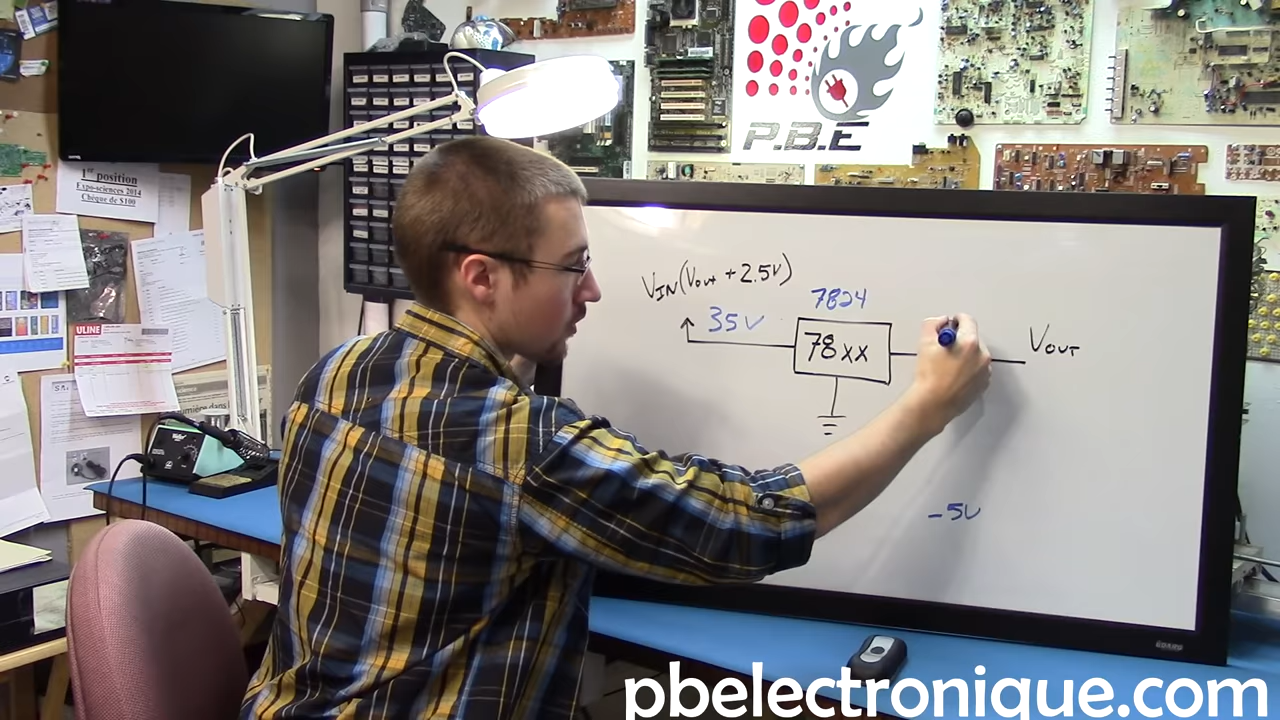 1st position
Expo-sciences 2014
Chèque de $100
P.B.E
VIN(Vout + 2.5V)
7824
35V
78xx
VOUT
-5V
ULINE
pbelectronique.com